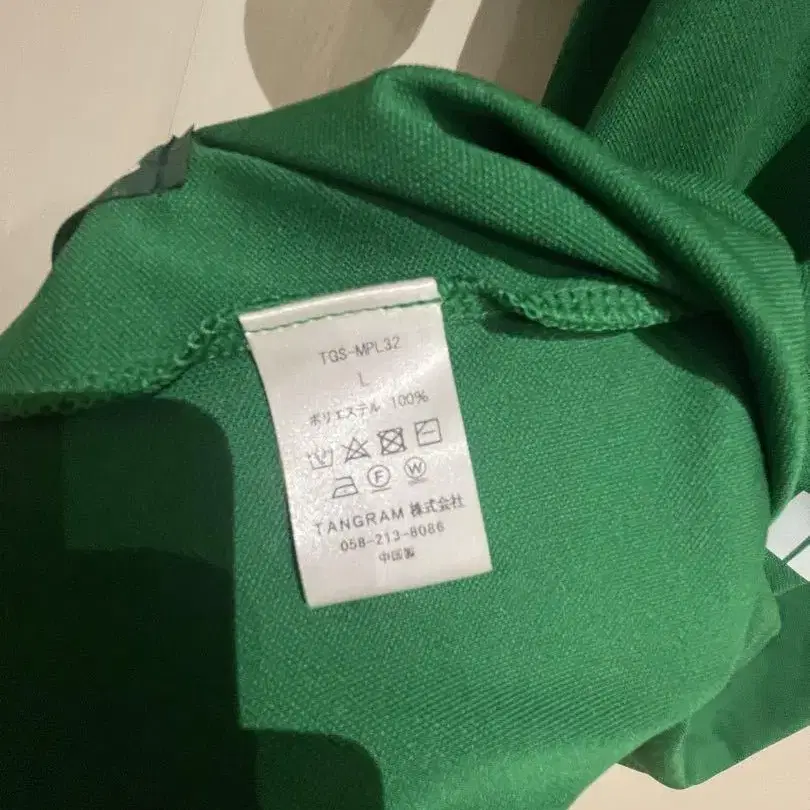 TGS-MPL32
L
ポリエステル 100%
F W
TANGRAM 株式会社
058-213-8086
中国製